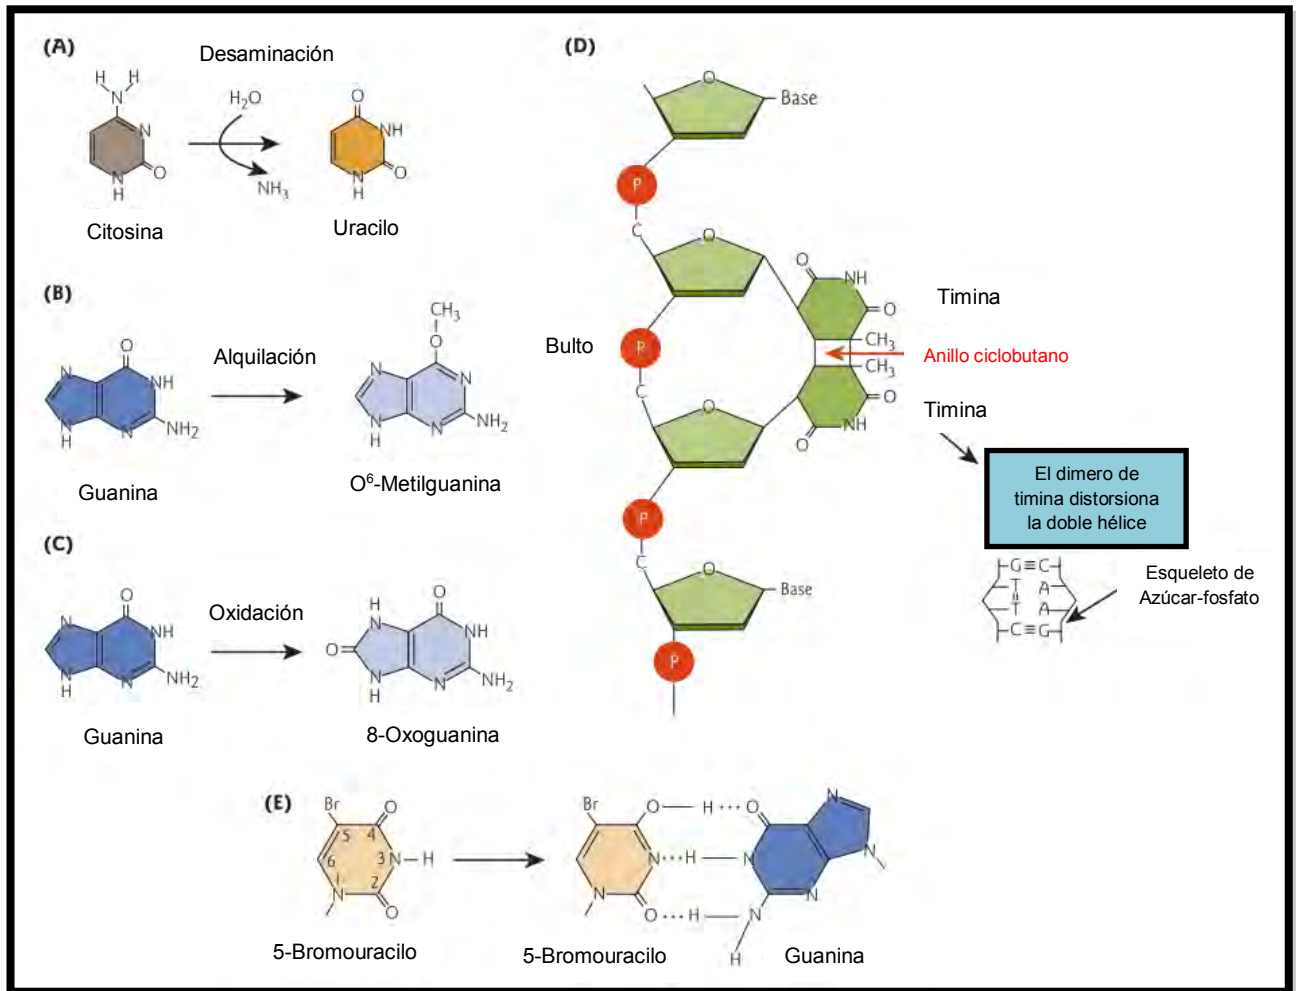 (A)
Desaminación
H H
N
N
N
H
O
H₂O
NH₃
O
NH
O
N
H
Citosina
Uracilo
(B)
O
N
NH
N
H
N
NH₂
Alquilación
CH₃
O
N
N
N
H
N
NH₂
Guanina
O⁶-Metilguanina
(C)
O
N
NH
N
H
N
NH₂
Oxidación
H
N
O
O
NH
N
H
N
NH₂
Guanina
8-Oxoguanina
(D)
O
Base
P
C
O
O
NH
O
Timina
CH₃
Bulto
P
Anillo ciclobutano
CH₃
C
O
O
NH
O
Timina
El dimero de
timina distorsiona
la doble hélice
P
C
O
Base
P
G≡C
T A
T A
C≡G
Esqueleto de
Azúcar-fosfato
(E)
Br
O
5 4
6 3 N H
1 2
N
O
5-Bromouracilo
Br
O H O
N H N
N
O H N
H
N
N
N
5-Bromouracilo
Guanina